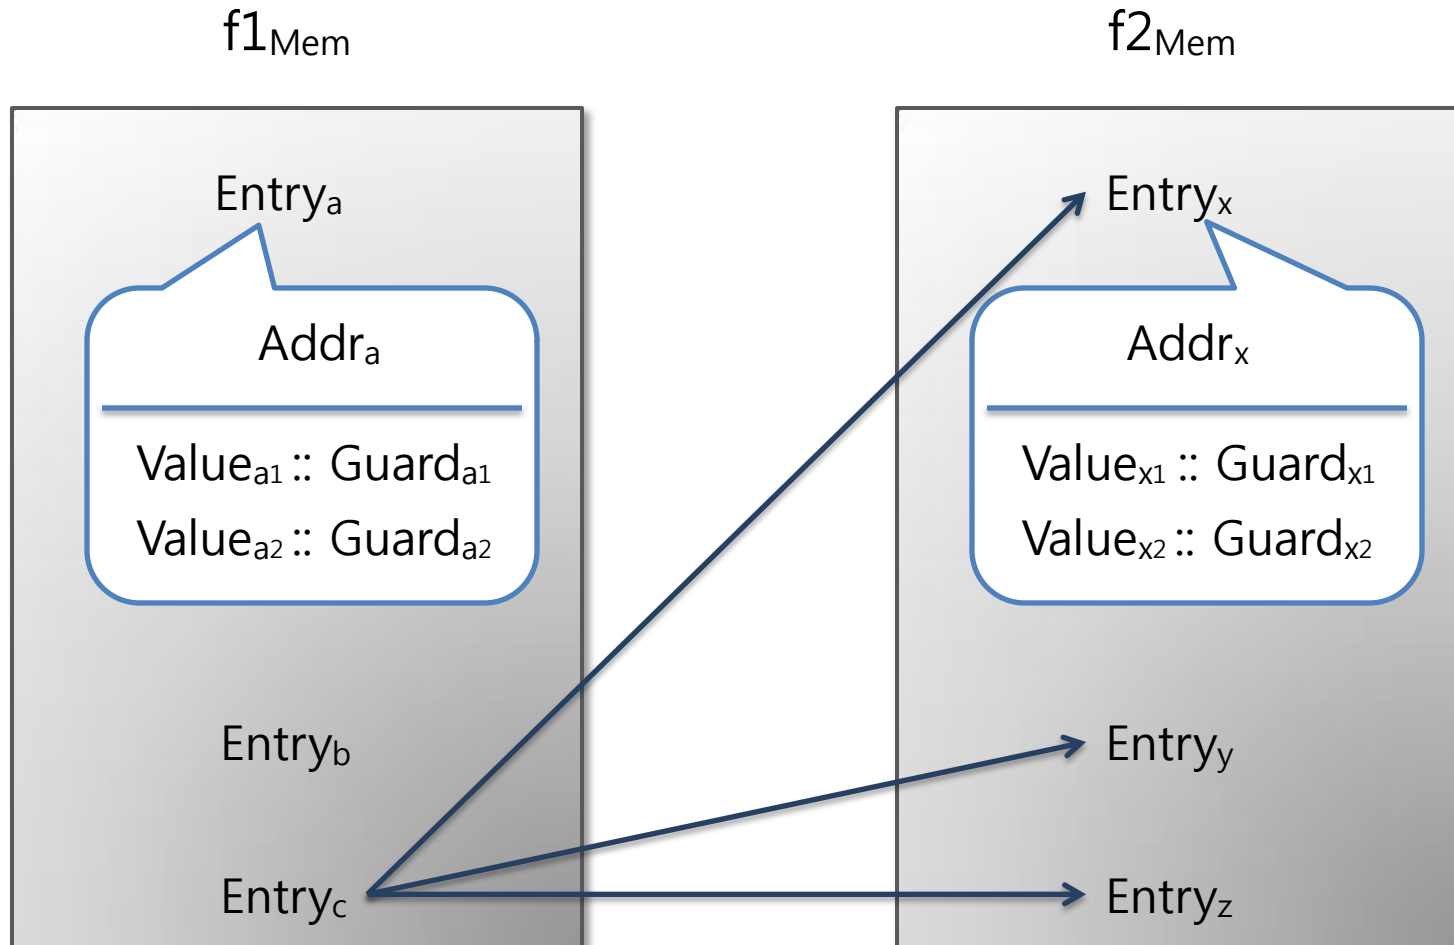 f1Mem
f2Mem
Entrya
Addra
Valuea1 :: Guarda1
Valuea2 :: Guarda2
Entryb
Entryc
Entryx
Addrx
Valuex1 :: Guardx1
Valuex2 :: Guardx2
Entryy
Entryz